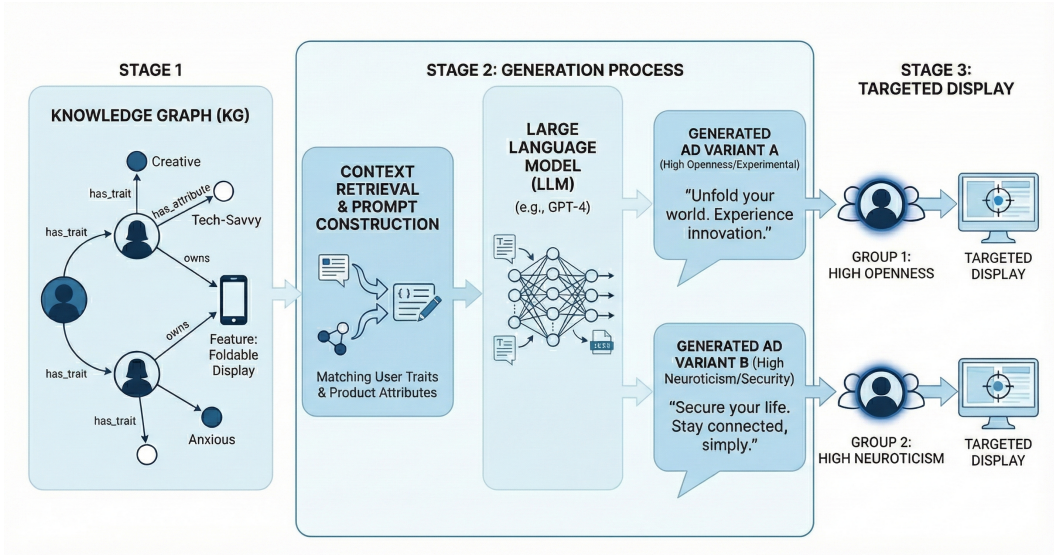 STAGE 1
KNOWLEDGE GRAPH (KG)
Creative
has_trait
has_attribute
Tech-Savvy
has_trait
owns
owns
Feature:
Foldable
Display
has_trait
has_trait
Anxious
STAGE 2: GENERATION PROCESS
CONTEXT
RETRIEVAL
& PROMPT
CONSTRUCTION
{ }
Matching User Traits
& Product Attributes
LARGE
LANGUAGE
MODEL
(LLM)
(e.g., GPT-4)
T
T
GENERATED
AD VARIANT A
(High Openness/Experimental)
“Unfold your
world. Experience
innovation.”
GENERATED AD
VARIANT B (High
Neuroticism/Security)
“Secure your life.
Stay connected,
simply.”
STAGE 3:
TARGETED DISPLAY
GROUP 1:
HIGH OPENNESS
TARGETED
DISPLAY
GROUP 2:
HIGH NEUROTICISM
TARGETED
DISPLAY